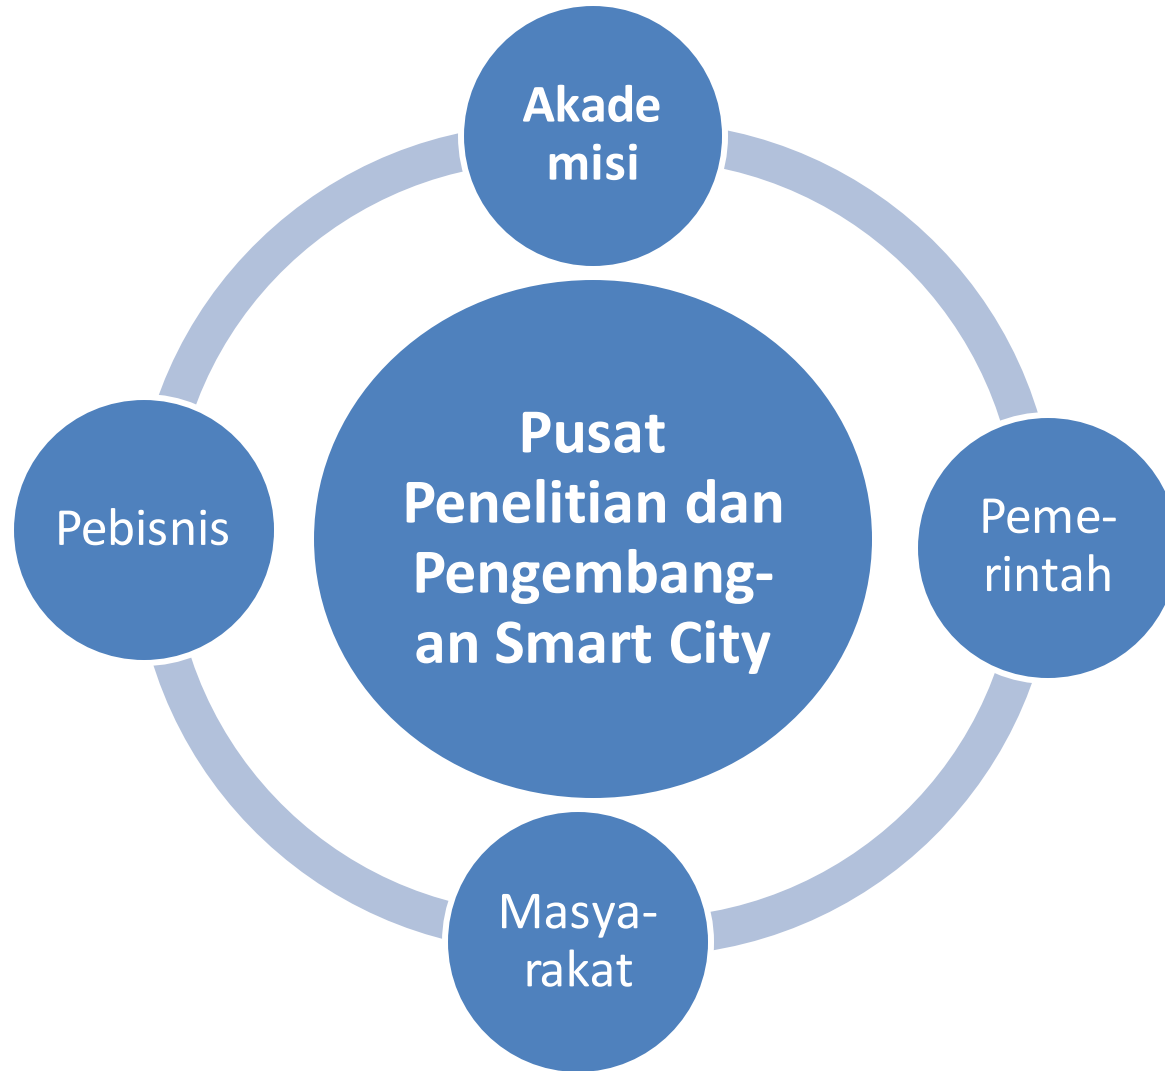 Akade
misi
Pusat
Penelitian dan
Pengembang-
an Smart City
Pebisnis
Peme-
rintah
Masya-
rakat